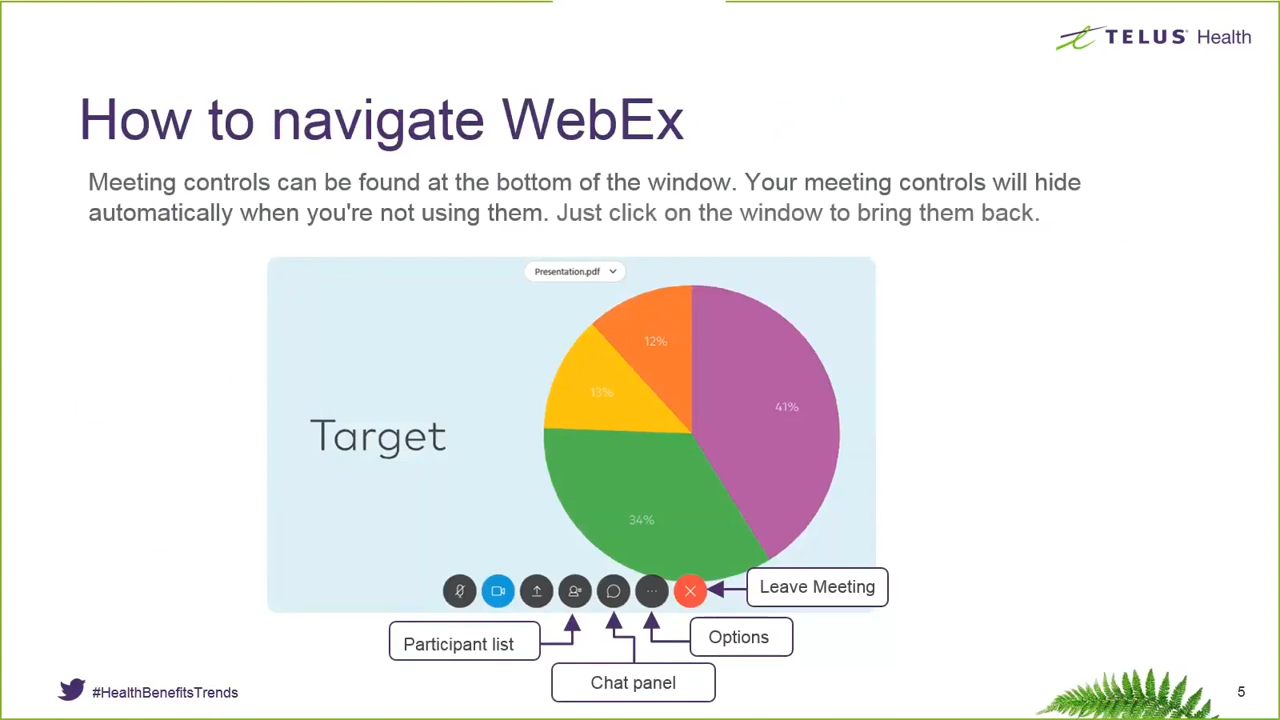 TELUS Health
How to navigate WebEx
Meeting controls can be found at the bottom of the window. Your meeting controls will hide
automatically when you're not using them. Just click on the window to bring them back.
Presentation.pdf
12%
13%
41%
Target
34%
Leave Meeting
Participant list
Options
Chat panel
#HealthBenefitsTrends
5